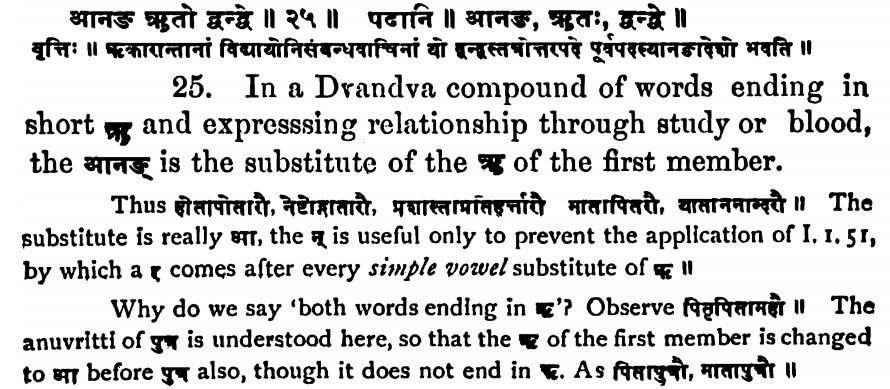 आनङ ऋतो द्वन्द्वे ॥ २५ ॥ पदानि ॥ आनङ, ऋतः, द्वन्द्वे ॥
वृत्तिः ॥ ऋकारान्तानां विद्यायोनिसंबन्धवाचिनां यो द्वन्द्वस्तत्रोत्तरपदे पूर्वपदस्यानङादेशो भवति ॥
25. In a Dvandva compound of words ending in
short ऋ and expresssing relationship through study or blood,
the आनङ् is the substitute of the ऋ of the first member.
Thus होतापोतारौ, नेष्टोद्गातारौ, प्रशास्ताप्रतिहर्त्तारौ मातापितरौ, याताननान्दरौ ॥ The
substitute is really आ, the न् is useful only to prevent the application of I. 1. 51,
by which a र् comes after every simple vowel substitute of ऋ ॥
Why do we say ‘both words ending in ऋ’? Observe पितृपितामहौ ॥ The
anuvritti of पुत्र is understood here, so that the ऋ of the first member is changed
to आ before पुत्र also, though it does not end in ऋ. As पितापुत्रौ, मातापुत्रौ ॥